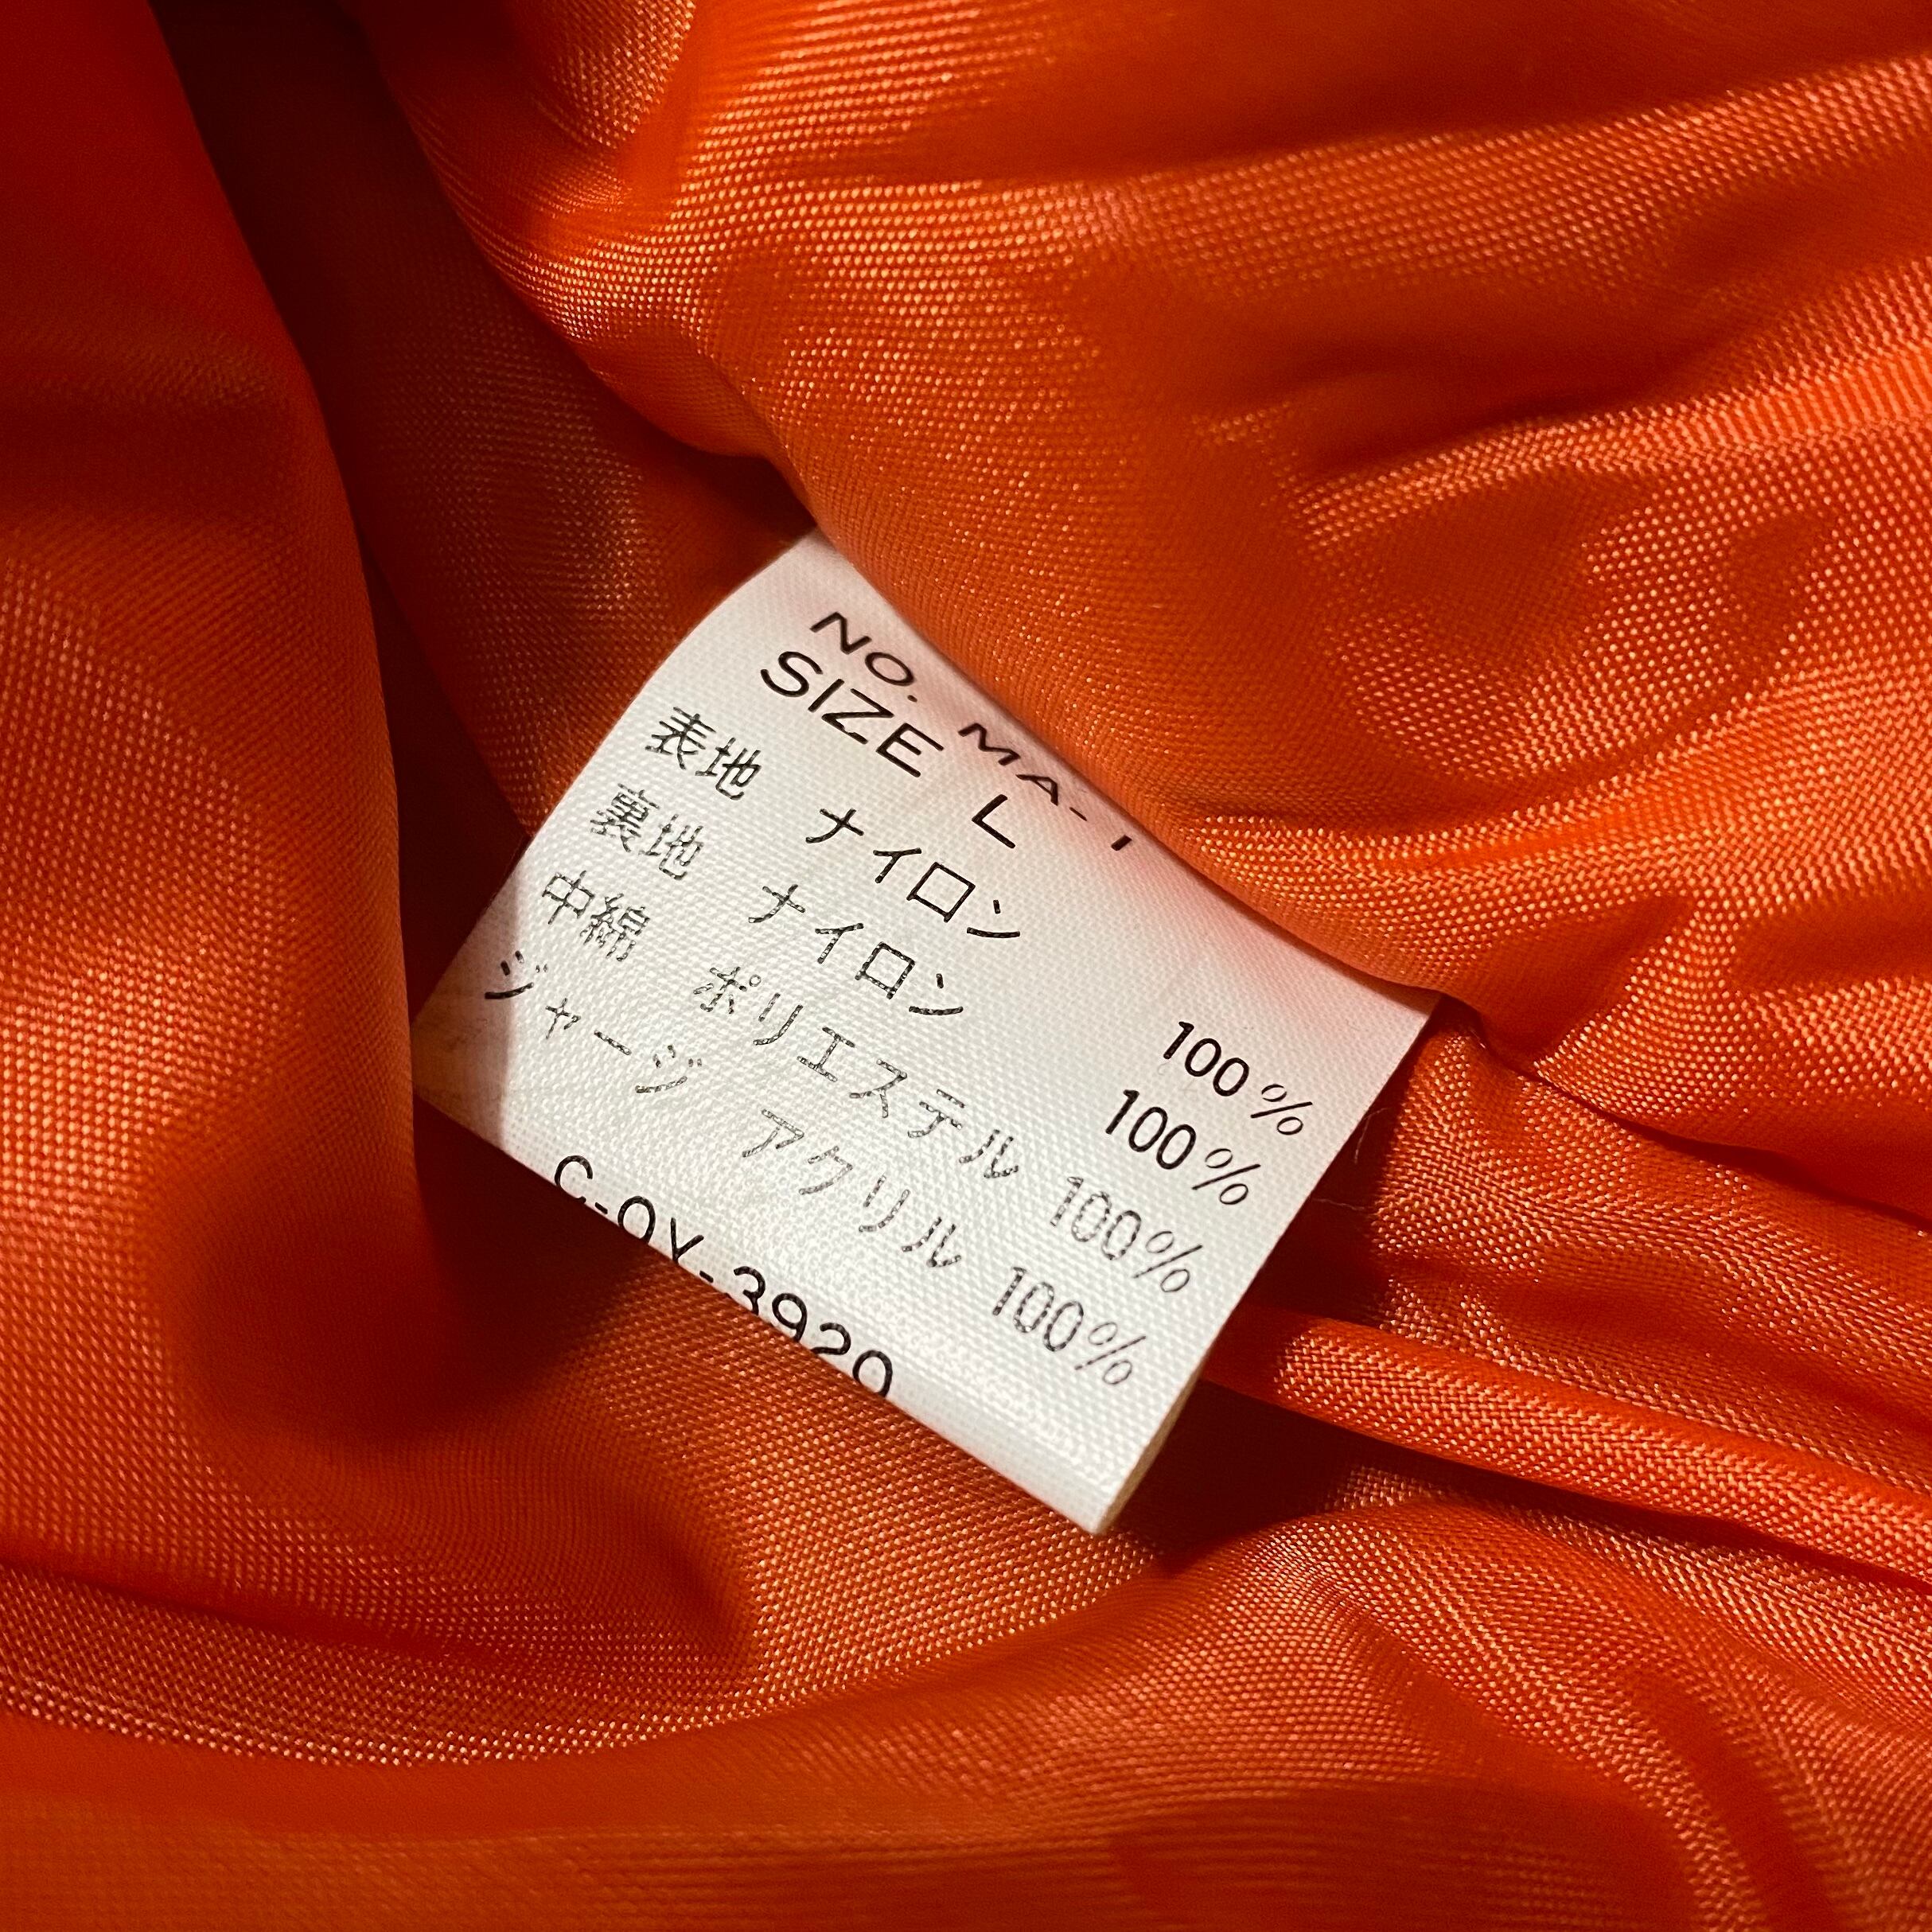 NO. MA-1
SIZE L
表地 ナイロン 100%
裏地 ナイロン 100%
中綿 ポリエステル 100%
ジャージ アクリル 100%
C-OY-3920